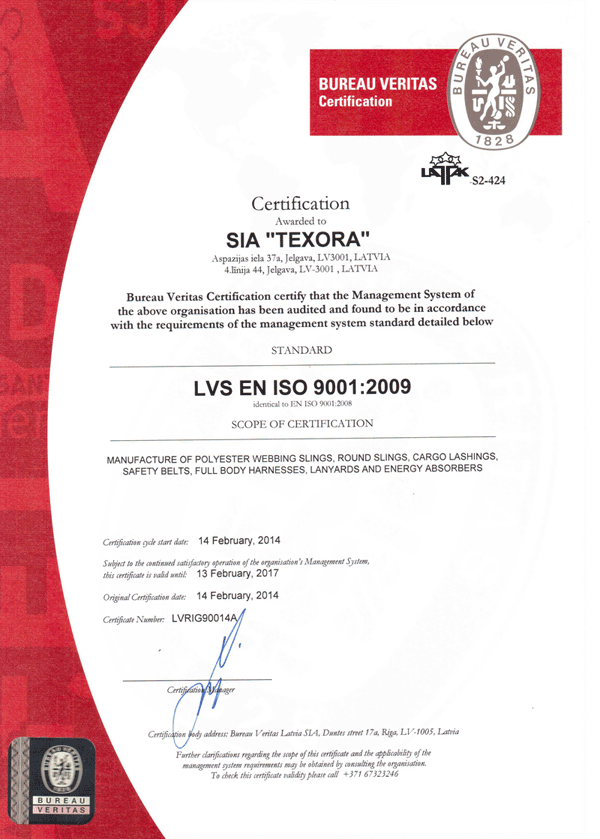 BUREAU VERITAS
Certification
BUREAU VERITAS
1828
LATAK
S2-424
Certification
Awarded to
SIA "TEXORA"
Aspazijas iela 37a, Jelgava, LV3001, LATVIA
4.līnija 44, Jelgava, LV-3001 , LATVIA
Bureau Veritas Certification certify that the Management System of
the above organisation has been audited and found to be in accordance
with the requirements of the management system standard detailed below
STANDARD
LVS EN ISO 9001:2009
identical to EN ISO 9001:2008
SCOPE OF CERTIFICATION
MANUFACTURE OF POLYESTER WEBBING SLINGS, ROUND SLINGS, CARGO LASHINGS,
SAFETY BELTS, FULL BODY HARNESSES, LANYARDS AND ENERGY ABSORBERS
Certification cycle start date: 14 February, 2014
Subject to the continued satisfactory operation of the organisation's Management System,
this certificate is valid until: 13 February, 2017
Original Certification date: 14 February, 2014
Certificate Number: LVRIG90014A
Certification Manager
Certification body address: Bureau Veritas Latvia SIA, Duntes street 17a, Riga, LV-1005, Latvia
Further clarifications regarding the scope of this certificate and the applicability of the
management system requirements may be obtained by consulting the organisation.
To check this certificate validity please call +371 67323246
BUREAU
VERITAS